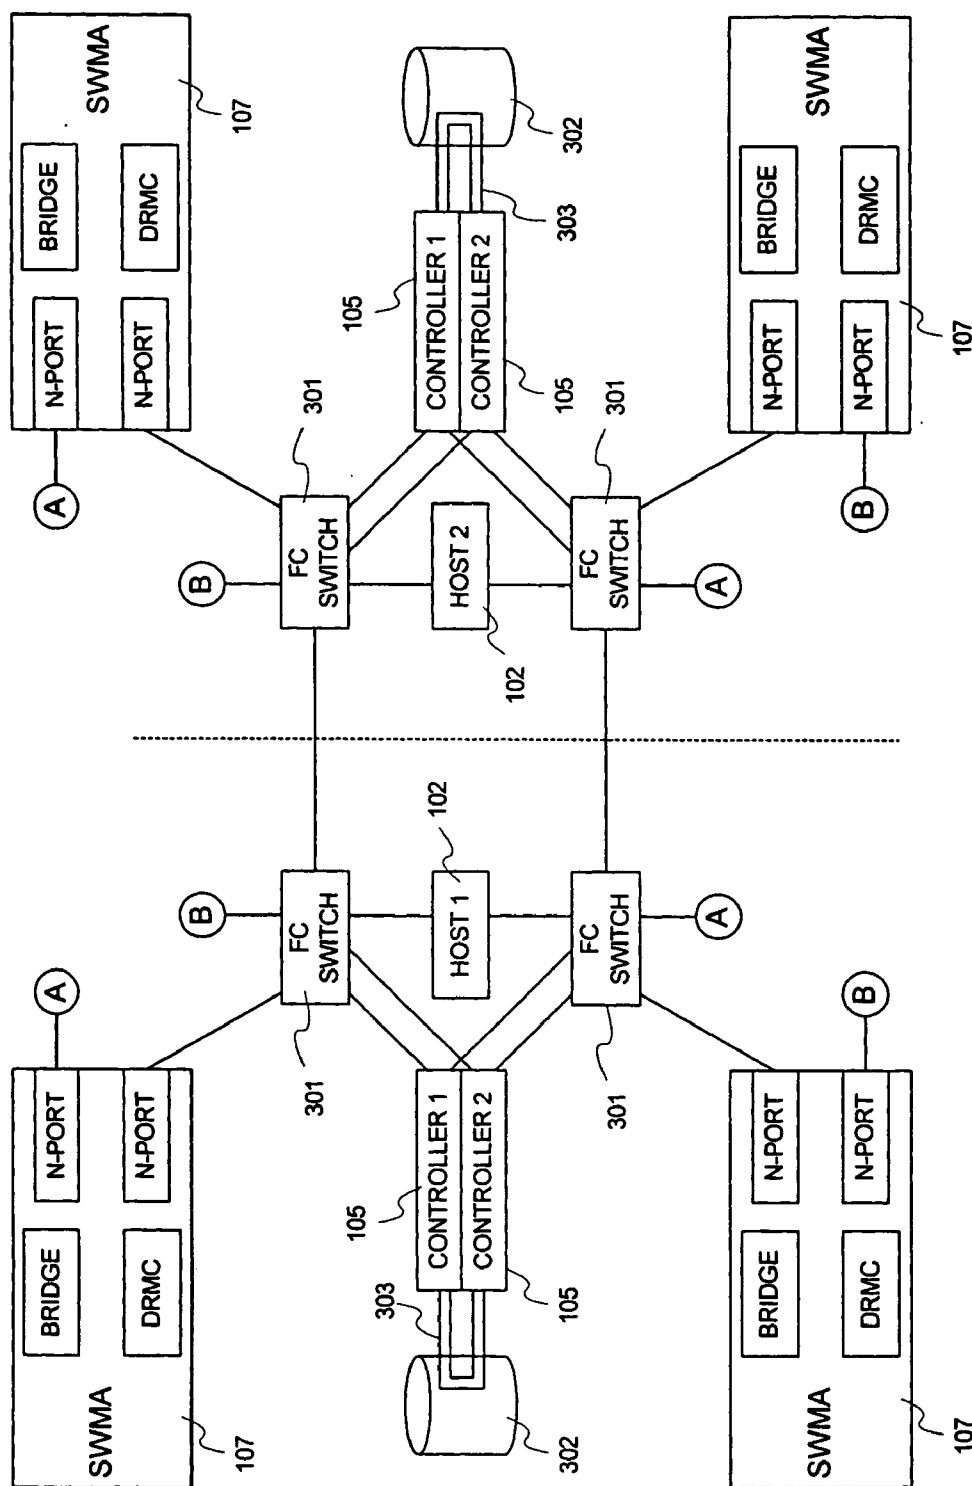 SWMA
BRIDGE
N-PORT
DRMC
N-PORT
107
A
B
FC
SWITCH
301
CONTROLLER 1
CONTROLLER 2
105
105
303
302
HOST 1
102
FC
SWITCH
301
A
SWMA
BRIDGE
N-PORT
DRMC
N-PORT
107
B
A
N-PORT
BRIDGE
N-PORT
DRMC
SWMA
107
B
FC
SWITCH
301
HOST 2
102
CONTROLLER 1
CONTROLLER 2
105
105
303
302
FC
SWITCH
301
A
N-PORT
BRIDGE
N-PORT
DRMC
SWMA
107
B